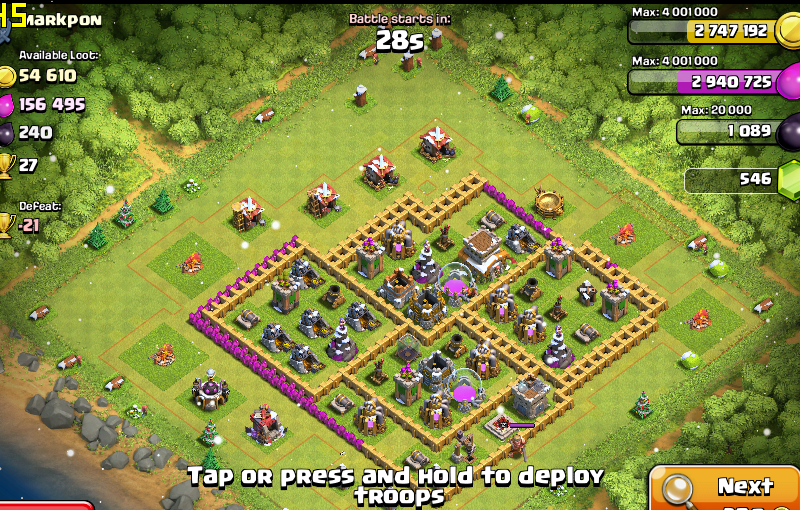 45
Markpon
Battle starts in:
28s
Available Loot:
54 610
156 495
240
27
Defeat:
-21
Max: 4 001 000
2 747 192
Max: 4 001 000
2 940 725
Max: 20 000
1 089
546
Tap or press and hold to deploy
troops
Next